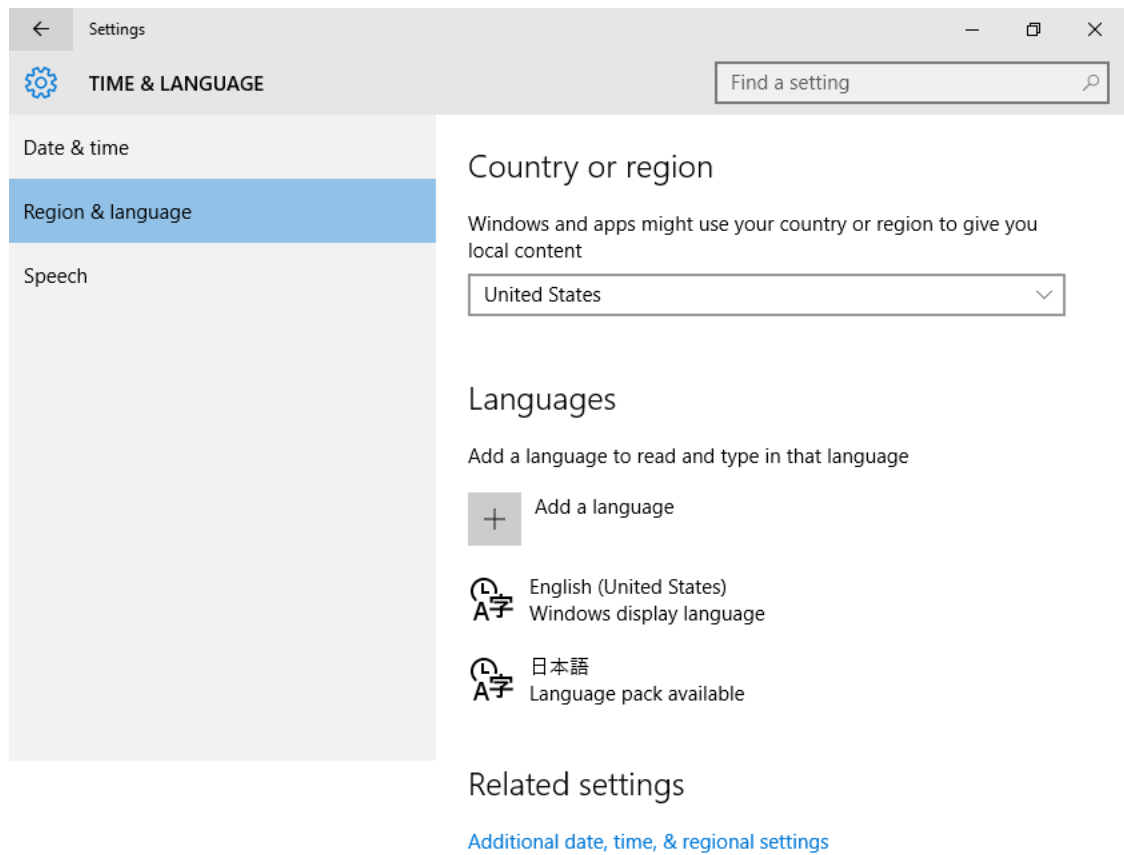 Settings
TIME & LANGUAGE
Find a setting
Date & time
Region & language
Speech
Country or region
Windows and apps might use your country or region to give you
local content
United States
Languages
Add a language to read and type in that language
Add a language
English (United States)
Windows display language
日本語
Language pack available
Related settings
Additional date, time, & regional settings